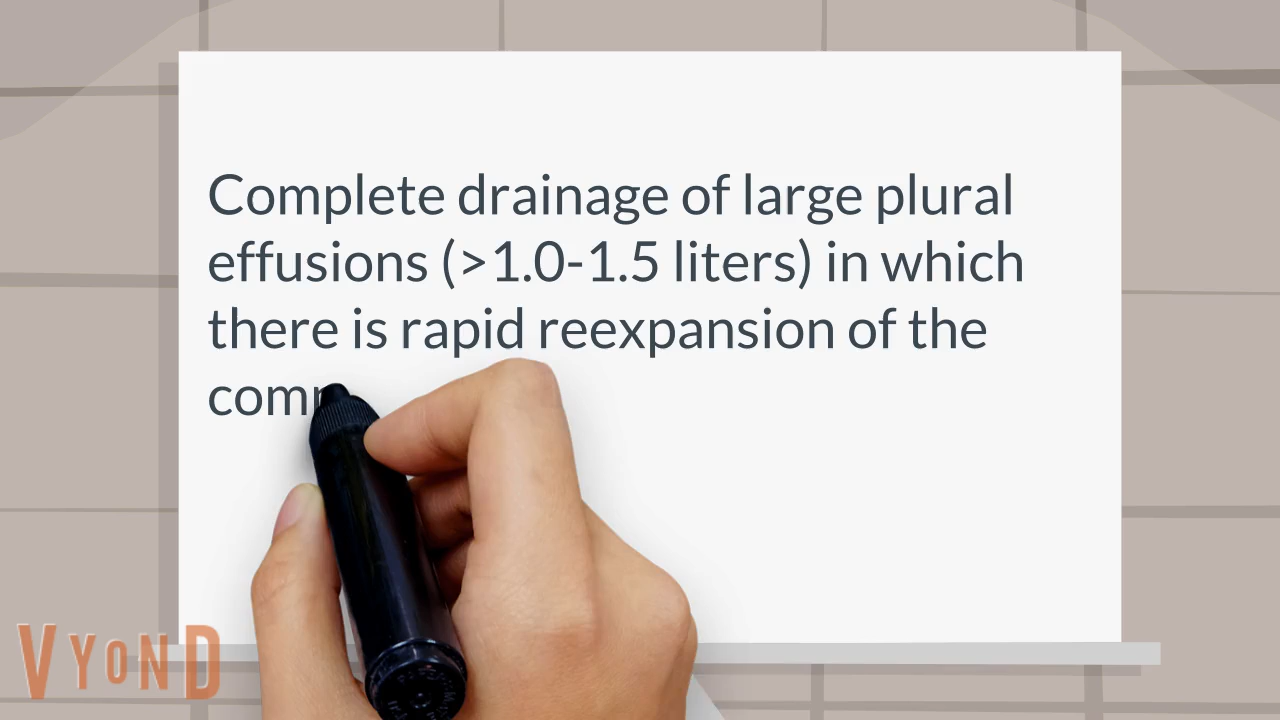 Complete drainage of large plural
effusions (>1.0-1.5 liters) in which
there is rapid reexpansion of the
com
VYOND